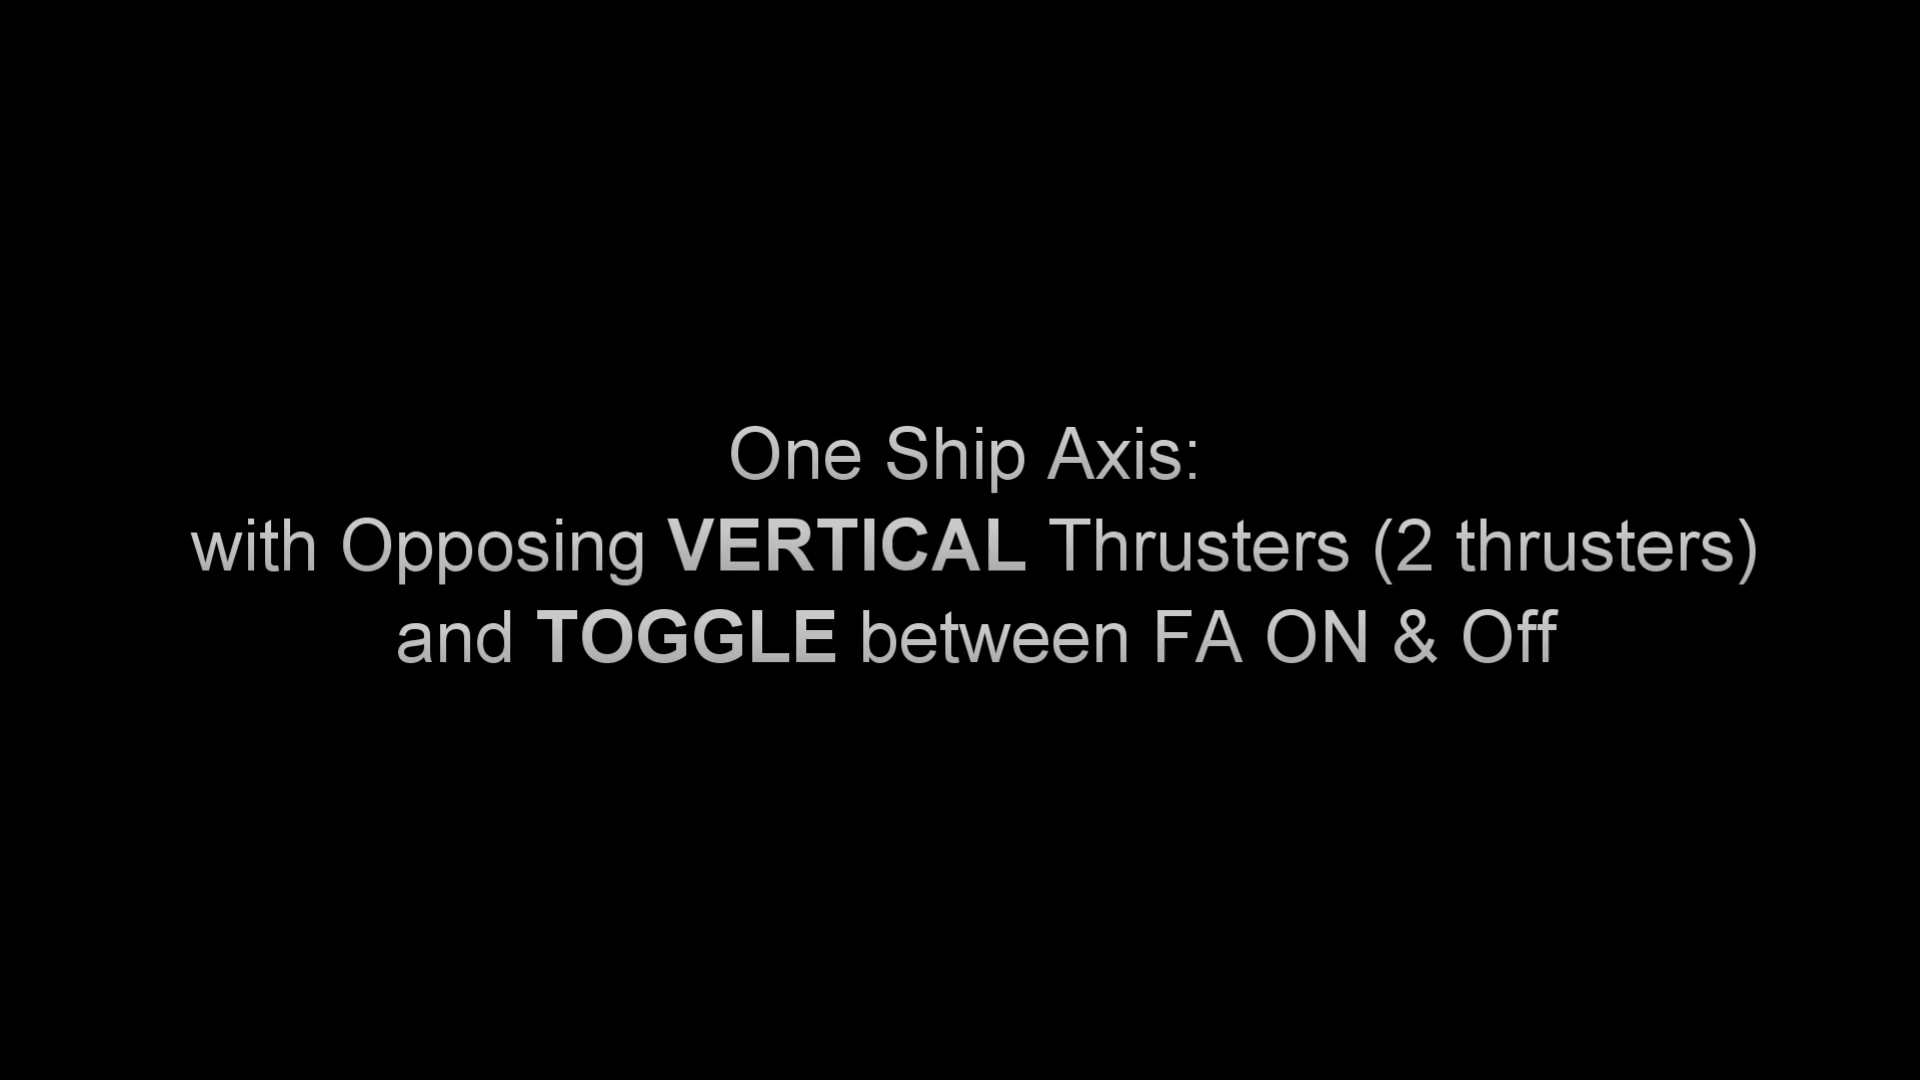 One Ship Axis:
with Opposing VERTICAL Thrusters (2 thrusters)
and TOGGLE between FA ON & Off